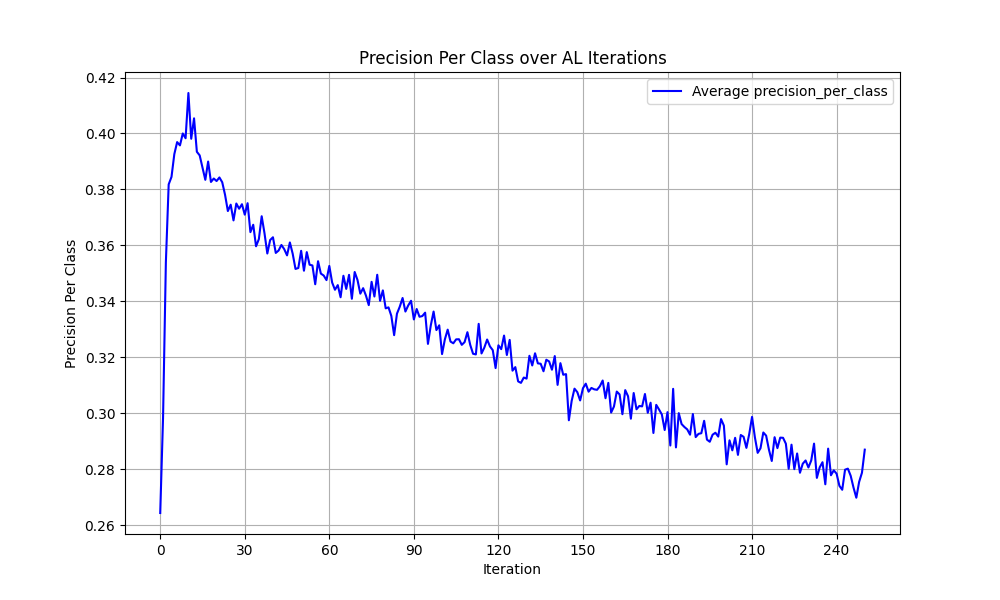 Precision Per Class over AL Iterations
Average precision_per_class
Precision Per Class
0.42
0.40
0.38
0.36
0.34
0.32
0.30
0.28
0.26
0 30 60 90 120 150 180 210 240
Iteration